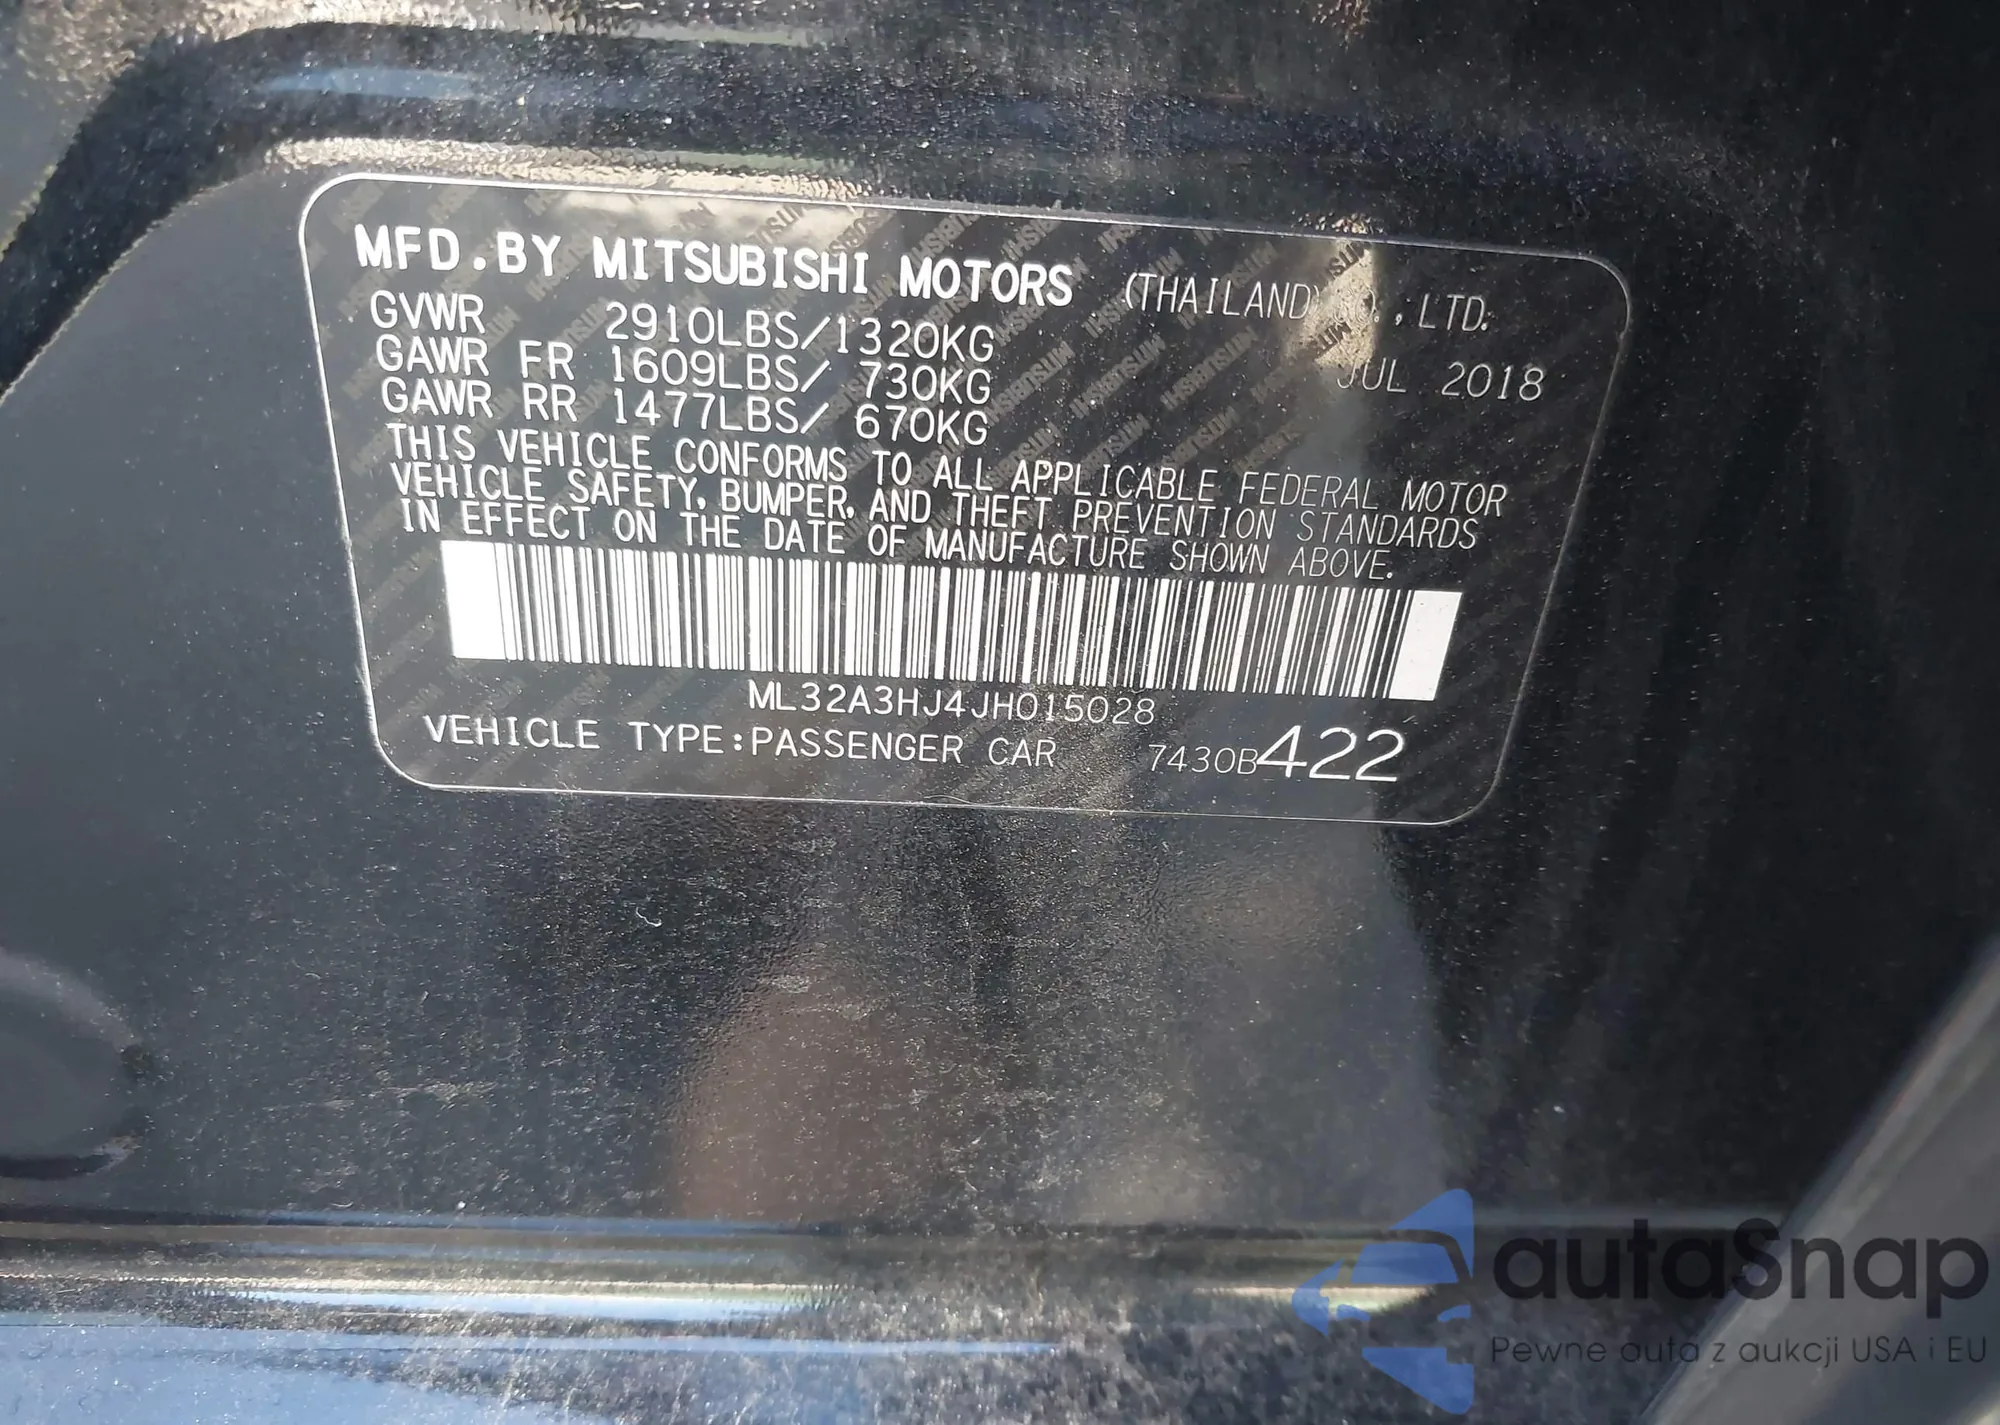 MFD.BY MITSUBISHI MOTORS (THAILAND) CO.,LTD.
GVWR 2910LBS/1320KG JUL 2018
GAWR FR 1609LBS/ 730KG
GAWR RR 1477LBS/ 670KG
THIS VEHICLE CONFORMS TO ALL APPLICABLE FEDERAL MOTOR
VEHICLE SAFETY, BUMPER, AND THEFT PREVENTION STANDARDS
IN EFFECT ON THE DATE OF MANUFACTURE SHOWN ABOVE.
ML32A3HJ4JH015028
VEHICLE TYPE:PASSENGER CAR 7430B422
autaSnap
Pewne auta z aukcji USA i EU